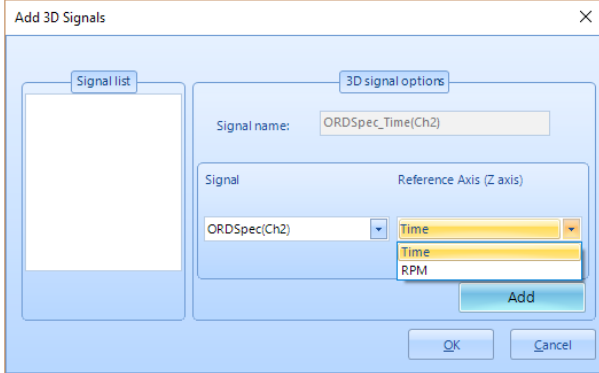 Add 3D Signals
Signal list
3D signal options
Signal name:
ORDSpec_Time(Ch2)
Signal
Reference Axis (Z axis)
ORDSpec(Ch2)
Time
Time
RPM
Add
OK
Cancel